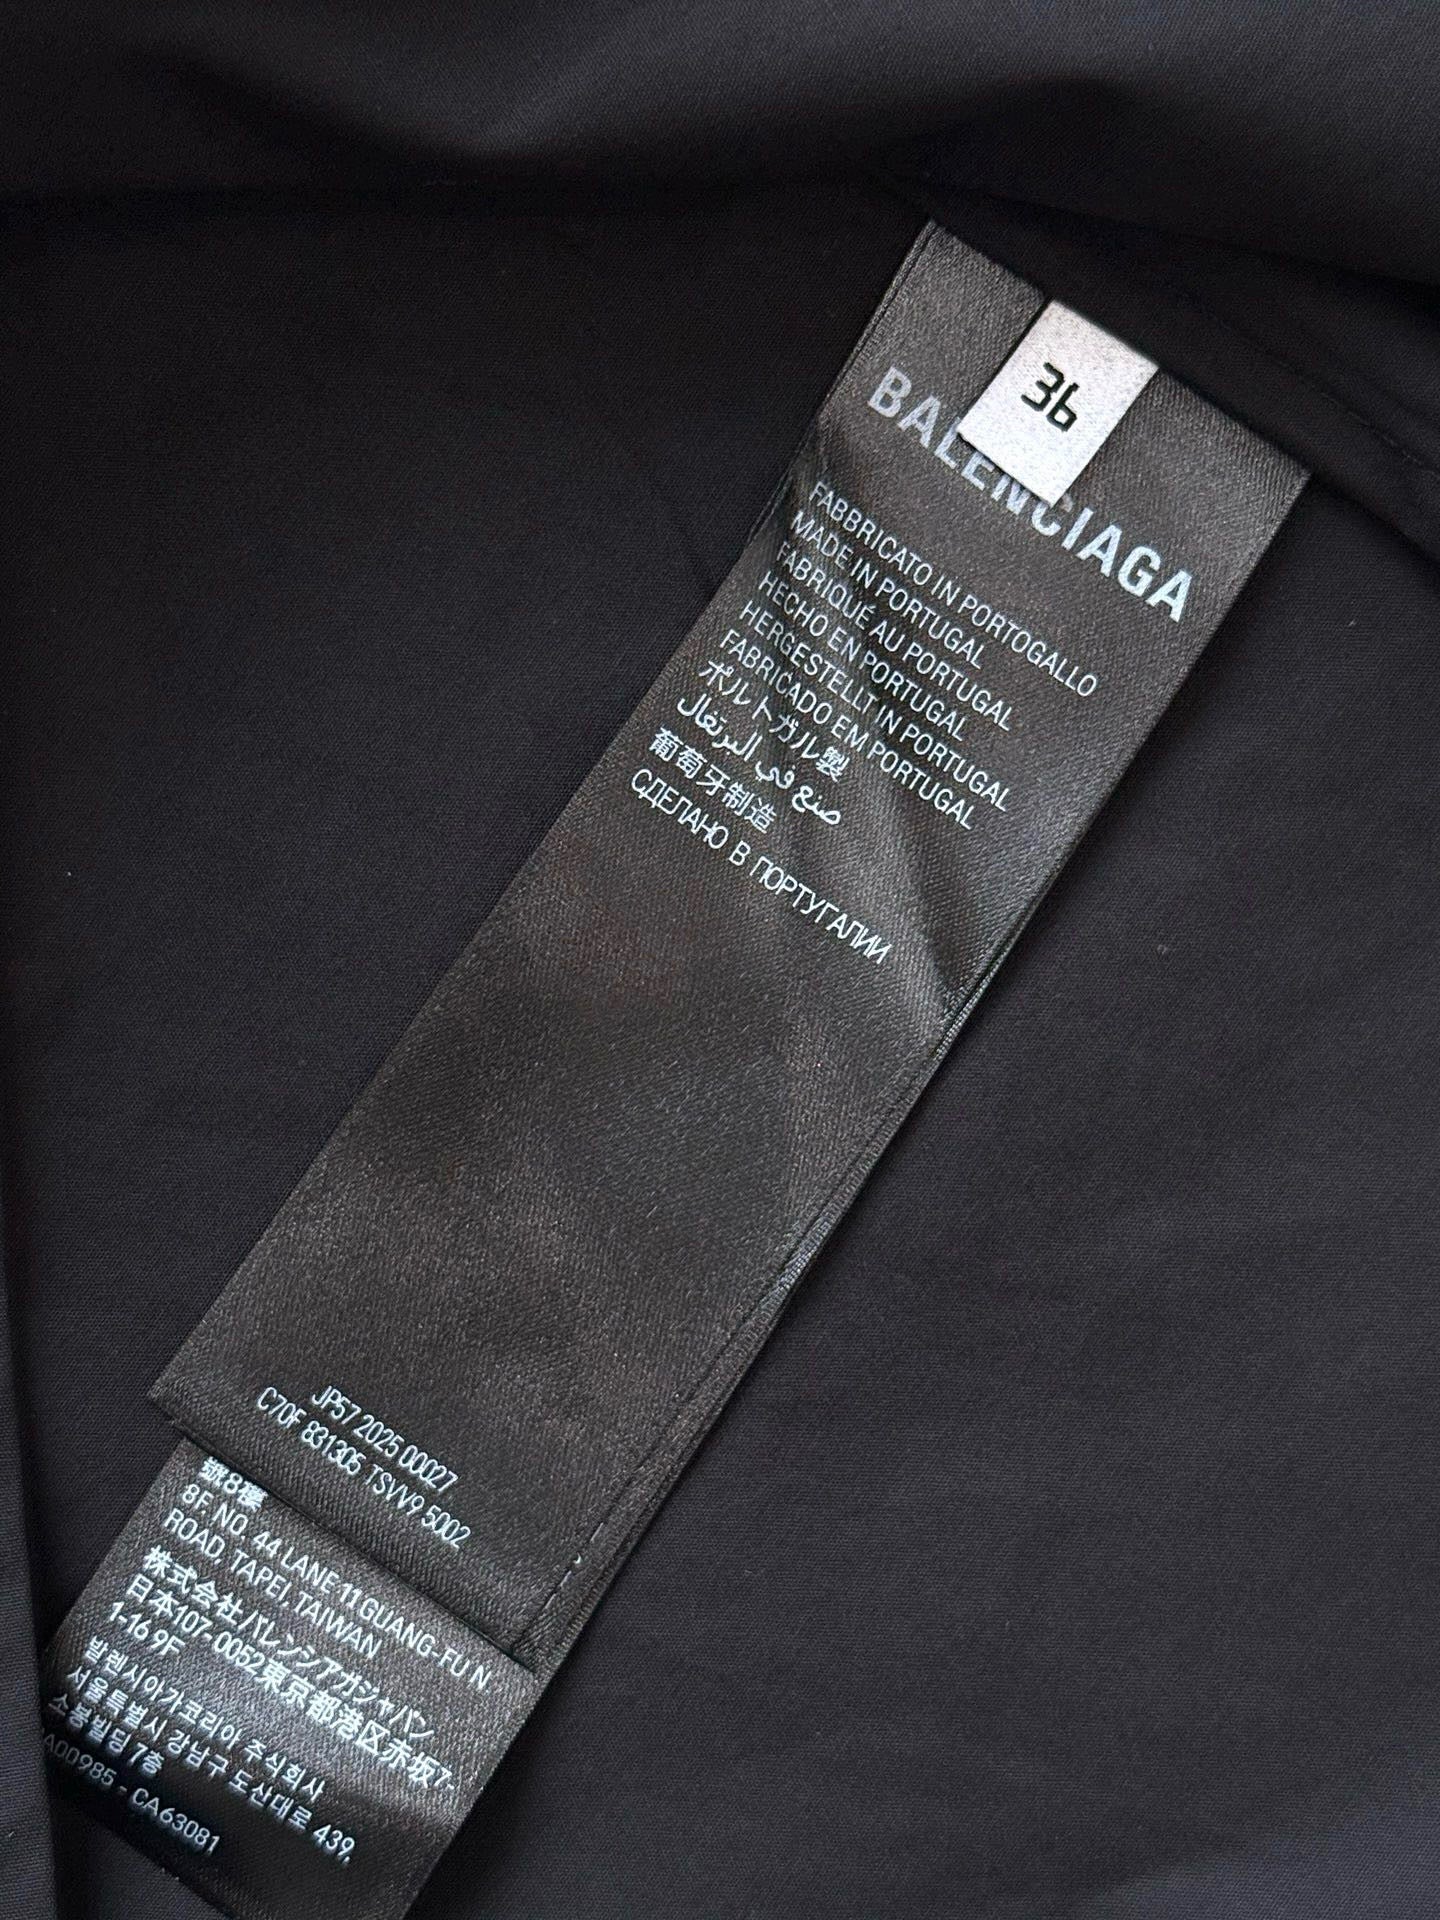 36
BALENCIAGA
FABBRICATO IN PORTOGALLO
MADE IN PORTUGAL
FABRIQUÉ AU PORTUGAL
HECHO EN PORTUGAL
HERGESTELLT IN PORTUGAL
FABRICADO EM PORTUGAL
ポルトガル製
صنع في البرتغال
葡萄牙制造
СДЕЛАНО В ПОРТУГАЛИИ
JP57 2025 00027
C70F 831305 TSVV9 5002
號8樓
8F. NO. 44 LANE 11 GUANG-FU N
ROAD, TAPEI, TAIWAN
株式会社バレンシアガジャパン
日本107-0052東京都港区赤坂7-
1-16 9F
발렌시아가코리아 주식회사
서울특별시 강남구 도산대로 439,
소봉빌딩 7층
A00985 - CA63081